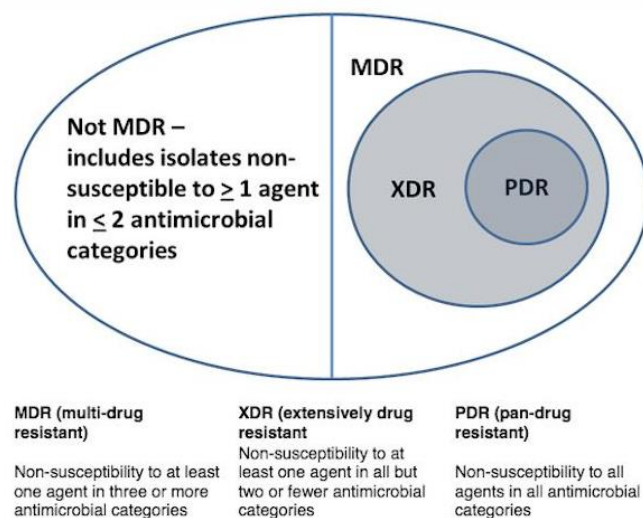 MDR
Not MDR –
includes isolates non-
susceptible to ≥ 1 agent
in ≤ 2 antimicrobial
categories
XDR
PDR
MDR (multi-drug
resistant)
Non-susceptibility to at least
one agent in three or more
antimicrobial categories
XDR (extensively drug
resistant
Non-susceptibility to at
least one agent in all but
two or fewer antimicrobial
categories
PDR (pan-drug
resistant)
Non-susceptibility to all
agents in all antimicrobial
categories